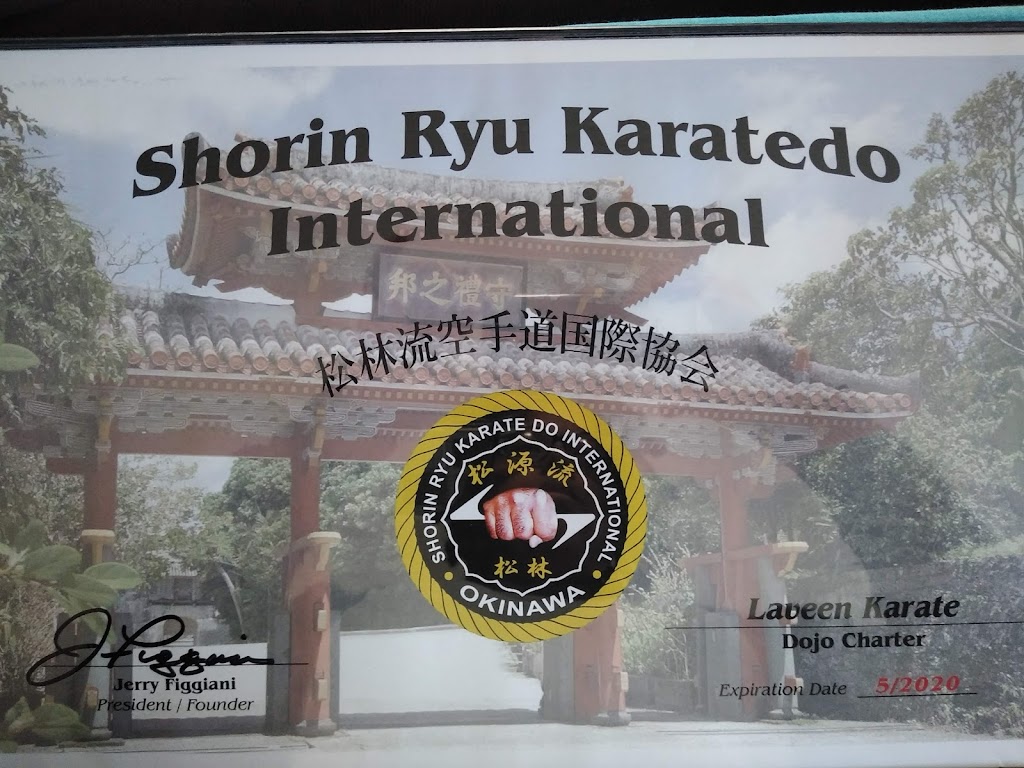 Shorin Ryu Karatedo
International
守禮之邦
松林流空手道国際協会
SHORIN RYU KARATE DO INTERNATIONAL
松源流
松林
OKINAWA
J Figgiani
Jerry Figgiani
President / Founder
Laveen Karate
Dojo Charter
Expiration Date 5/2020